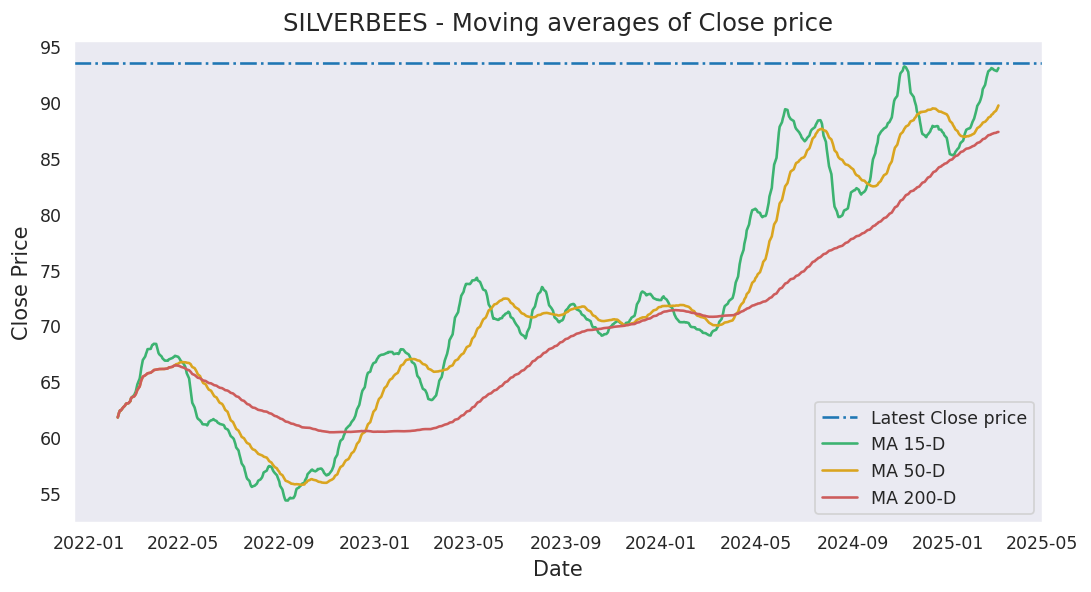 SILVERBEES - Moving averages of Close price
95
90
85
80
75
70
65
60
55
Close Price
Latest Close price
MA 15-D
MA 50-D
MA 200-D
2022-01 2022-05 2022-09 2023-01 2023-05 2023-09 2024-01 2024-05 2024-09 2025-01 2025-05
Date